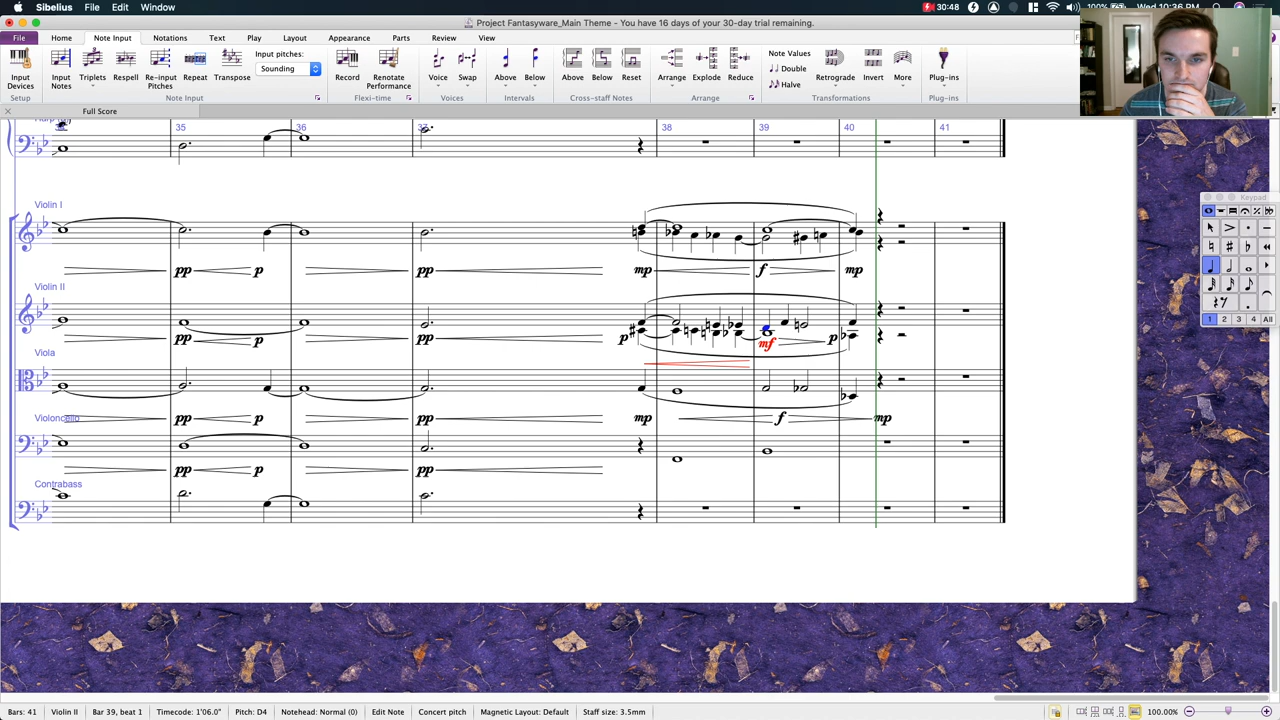 Sibelius File Edit Window 30:48 100%
Project Fantasyware_Main Theme - You have 16 days of your 30-day trial remaining.
File Home Note Input Notations Text Play Layout Appearance Parts Review View
Input pitches:
Sounding
Input Devices Input Notes Triplets Respell Re-input Pitches Repeat Transpose Record Renotate Performance Voice Swap Above Below Above Below Reset Arrange Explode Reduce Note Values Double Halve Retrograde Invert More Plug-ins
Setup Note Input Flexi-time Voices Intervals Cross-staff Notes Arrange Transformations Plug-ins
Full Score
35 36 37 38 39 40 41
Violin I
pp p pp mp f mp
Violin II
pp p pp p mf p
Viola
pp p pp mp f mp
Violoncello
pp p pp
Contrabass
Keypad
1 2 3 4 All
Bars: 41 Violin II Bar 39, beat 1 Timecode: 1'06.0" Pitch: D4 Notehead: Normal (0) Edit Note Concert pitch Magnetic Layout: Default Staff size: 3.5mm 100.00%